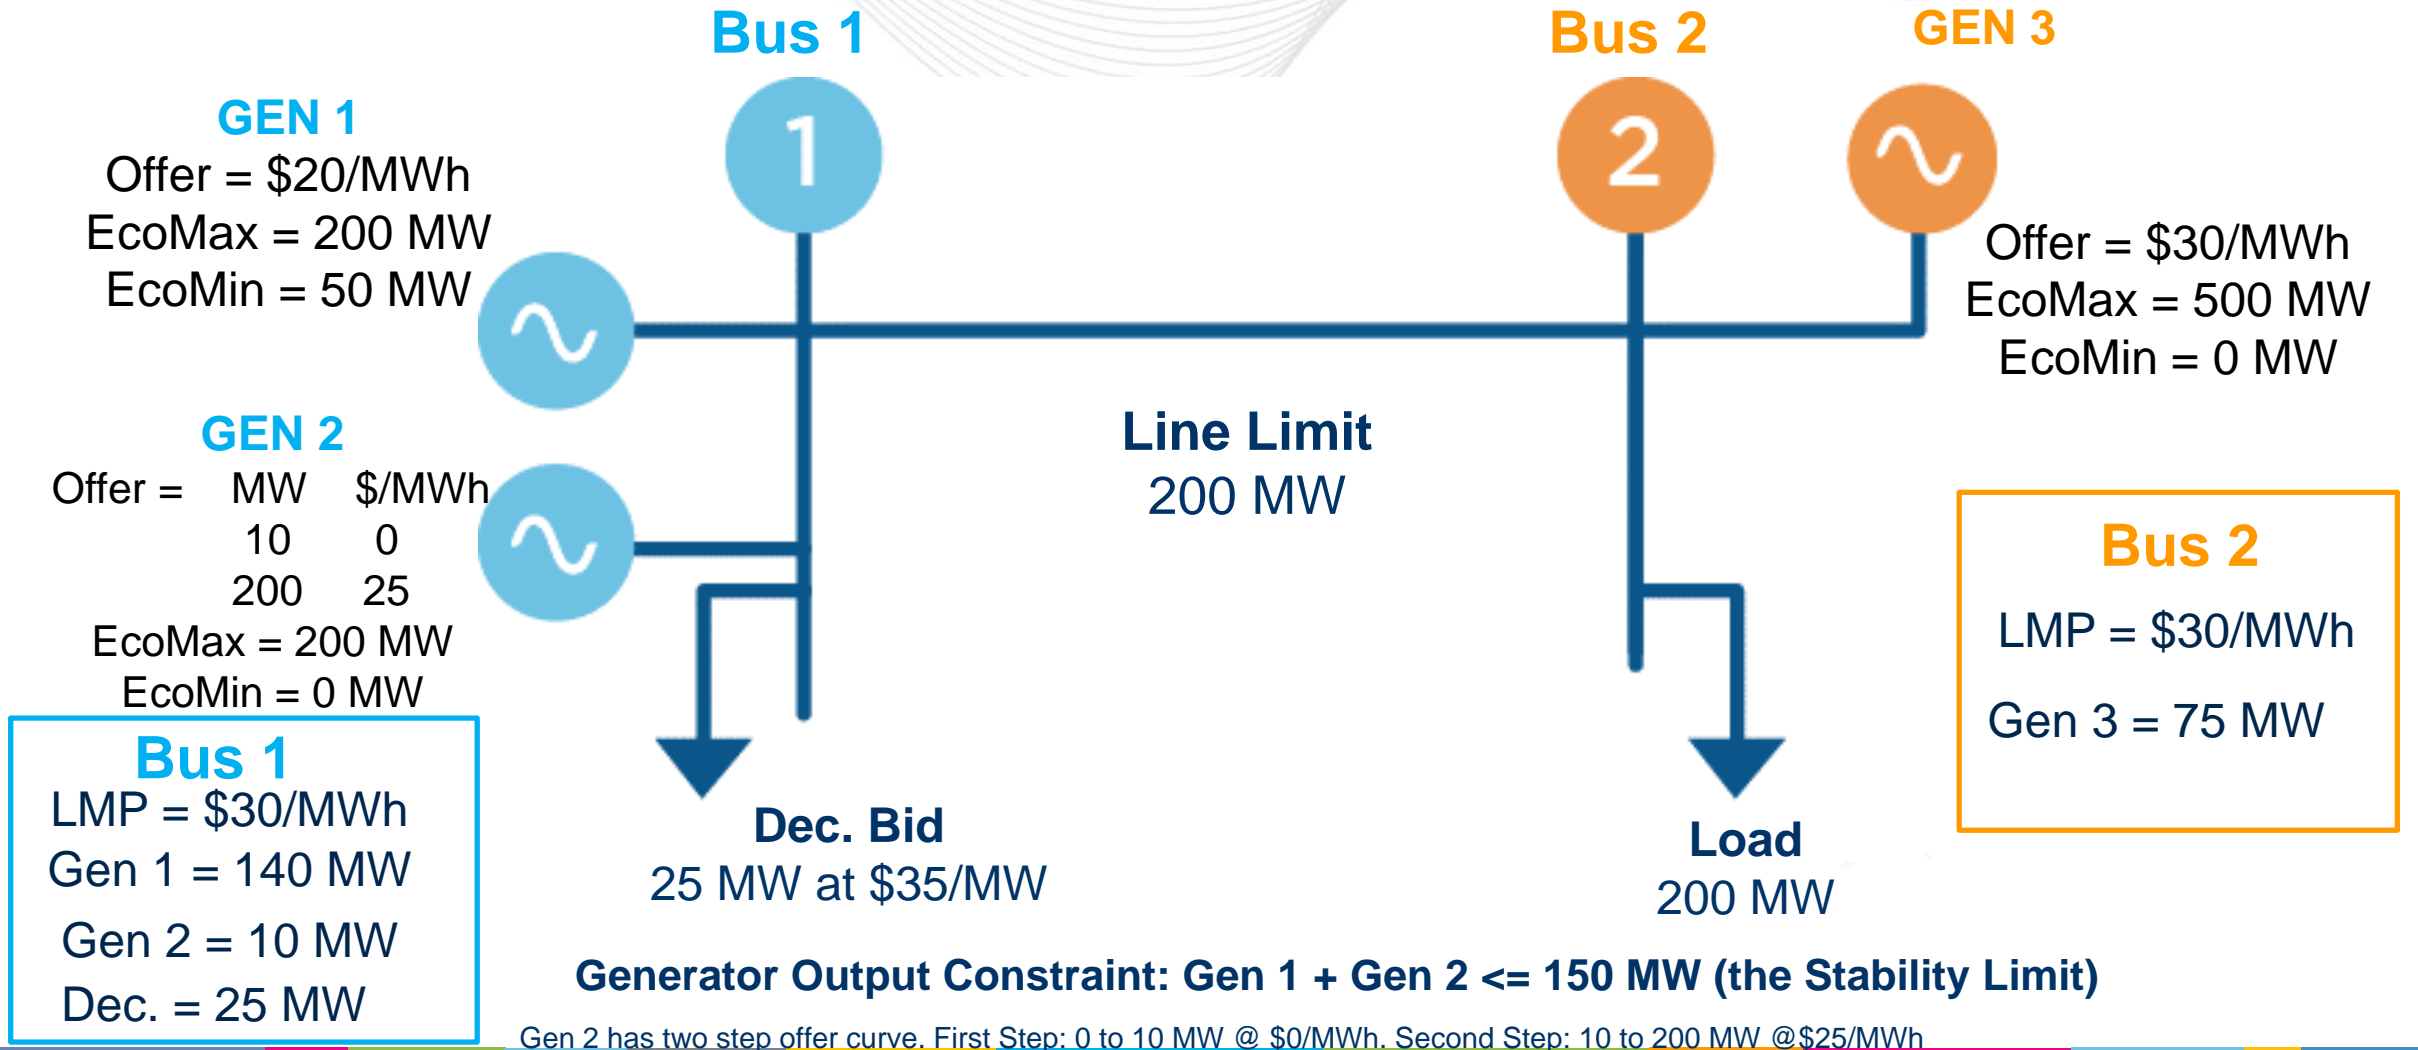 Bus 1
Bus 2
GEN 3
GEN 1
Offer = $20/MWh
EcoMax = 200 MW
EcoMin = 50 MW
1
2
Offer = $30/MWh
EcoMax = 500 MW
EcoMin = 0 MW
GEN 2
Offer = MW $/MWh
10 0
200 25
EcoMax = 200 MW
EcoMin = 0 MW
Line Limit
200 MW
Bus 2
LMP = $30/MWh
Gen 3 = 75 MW
Bus 1
LMP = $30/MWh
Gen 1 = 140 MW
Gen 2 = 10 MW
Dec. = 25 MW
Dec. Bid
25 MW at $35/MW
Load
200 MW
Generator Output Constraint: Gen 1 + Gen 2 <= 150 MW (the Stability Limit)
Gen 2 has two step offer curve. First Step: 0 to 10 MW @ $0/MWh. Second Step: 10 to 200 MW @$25/MWh